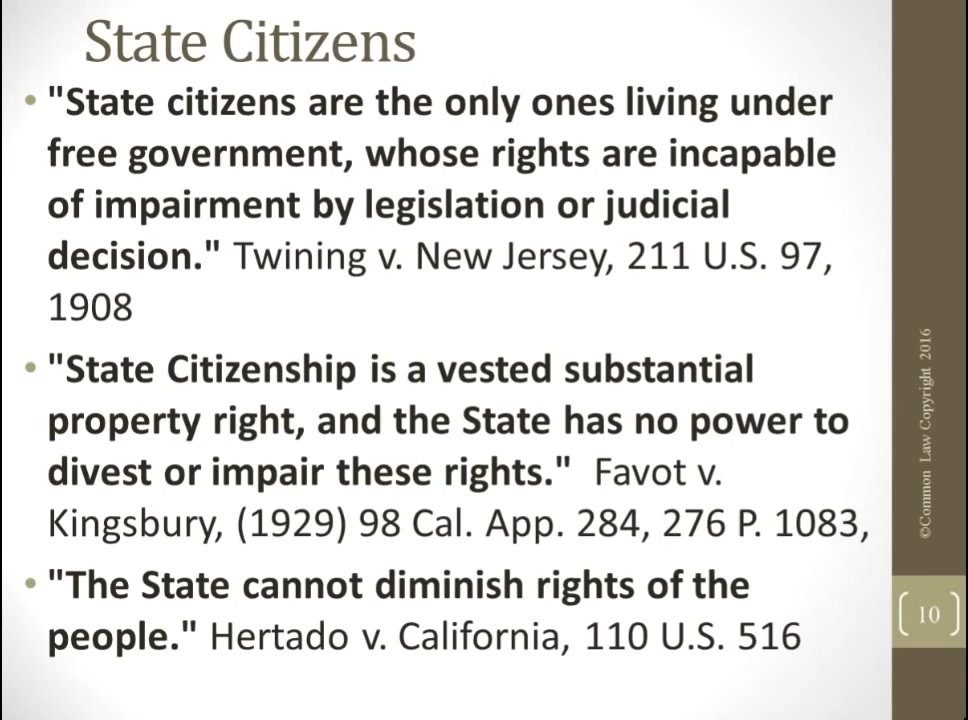 State Citizens
• "State citizens are the only ones living under
free government, whose rights are incapable
of impairment by legislation or judicial
decision." Twining v. New Jersey, 211 U.S. 97,
1908
• "State Citizenship is a vested substantial
property right, and the State has no power to
divest or impair these rights." Favot v.
Kingsbury, (1929) 98 Cal. App. 284, 276 P. 1083,
• "The State cannot diminish rights of the
people." Hertado v. California, 110 U.S. 516
©Common Law Copyright 2016
10